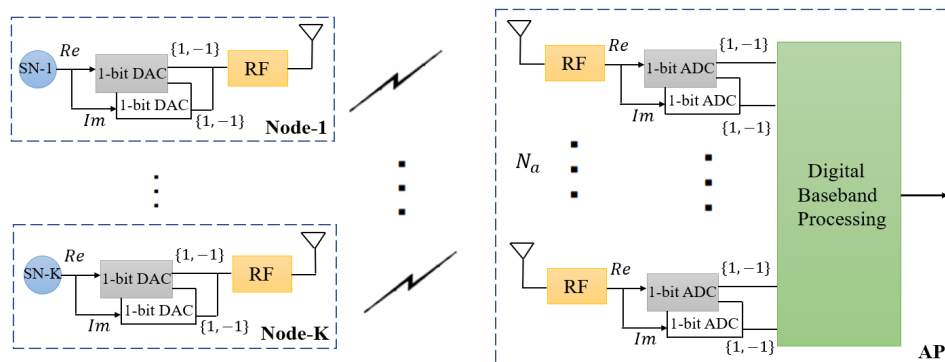 SN-1
Re
1-bit DAC
{1, −1}
1-bit DAC
Im
{1, −1}
RF
Node-1
SN-K
Re
1-bit DAC
{1, −1}
1-bit DAC
Im
{1, −1}
RF
Node-K
RF
Re
1-bit ADC
{1, −1}
1-bit ADC
Im
{1, −1}
N_a
RF
Re
1-bit ADC
{1, −1}
1-bit ADC
Im
{1, −1}
Digital
Baseband
Processing
AP